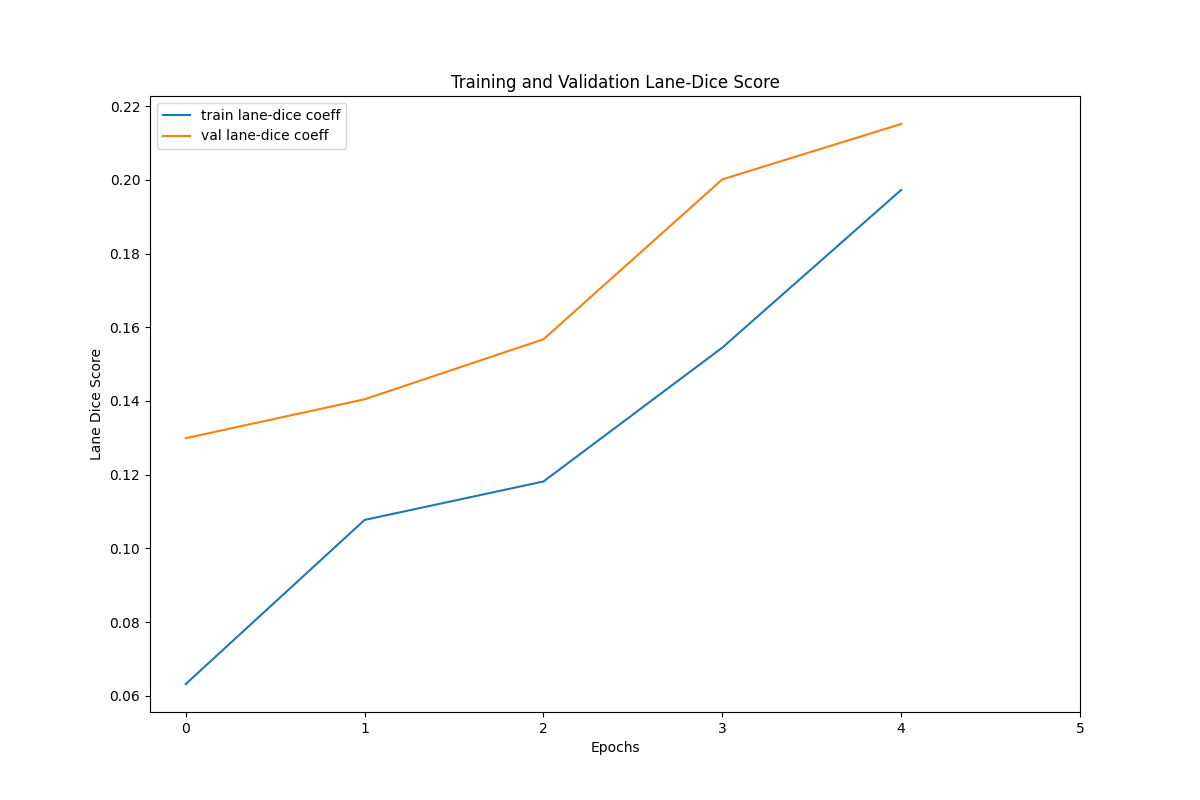 Training and Validation Lane-Dice Score
train lane-dice coeff
val lane-dice coeff
0.22
0.20
0.18
0.16
0.14
0.12
0.10
0.08
0.06
Lane Dice Score
0 1 2 3 4 5
Epochs